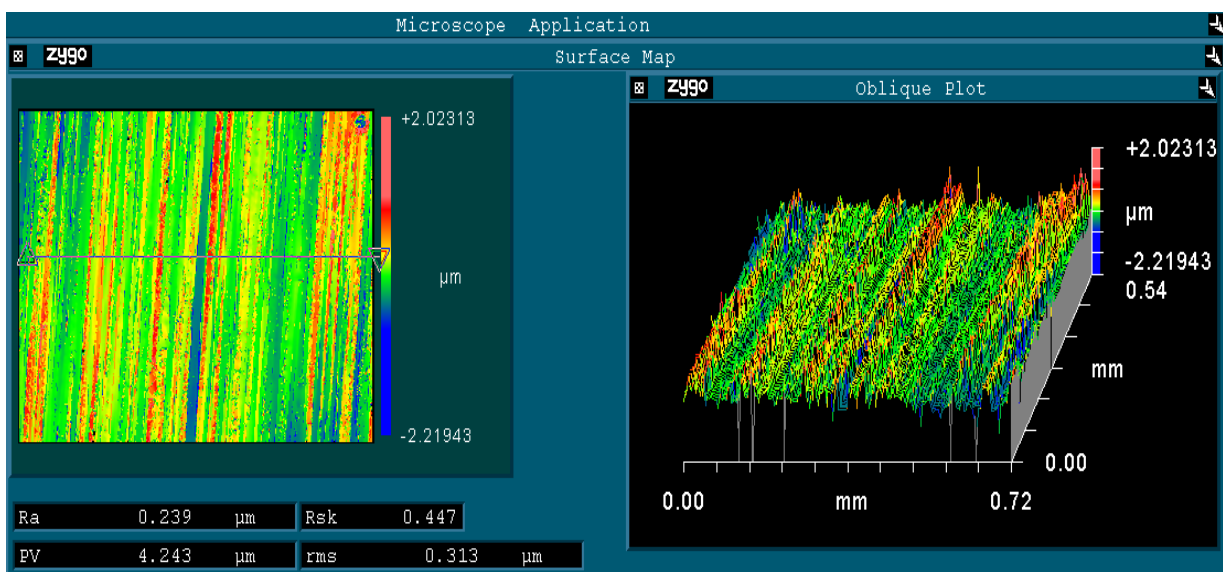 Microscope Application
zygo Surface Map
+2.02313
µm
-2.21943
zygo Oblique Plot
+2.02313
µm
-2.21943
0.54
mm
0.00
0.00 mm 0.72
Ra 0.239 µm Rsk 0.447
PV 4.243 µm rms 0.313 µm